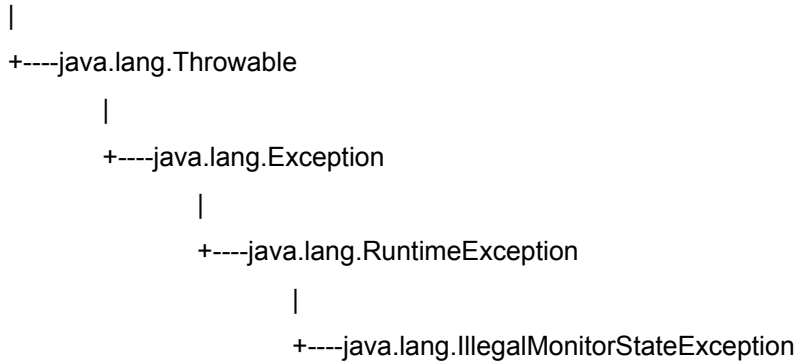 |
+----java.lang.Throwable
|
+----java.lang.Exception
|
+----java.lang.RuntimeException
|
+----java.lang.IllegalMonitorStateException